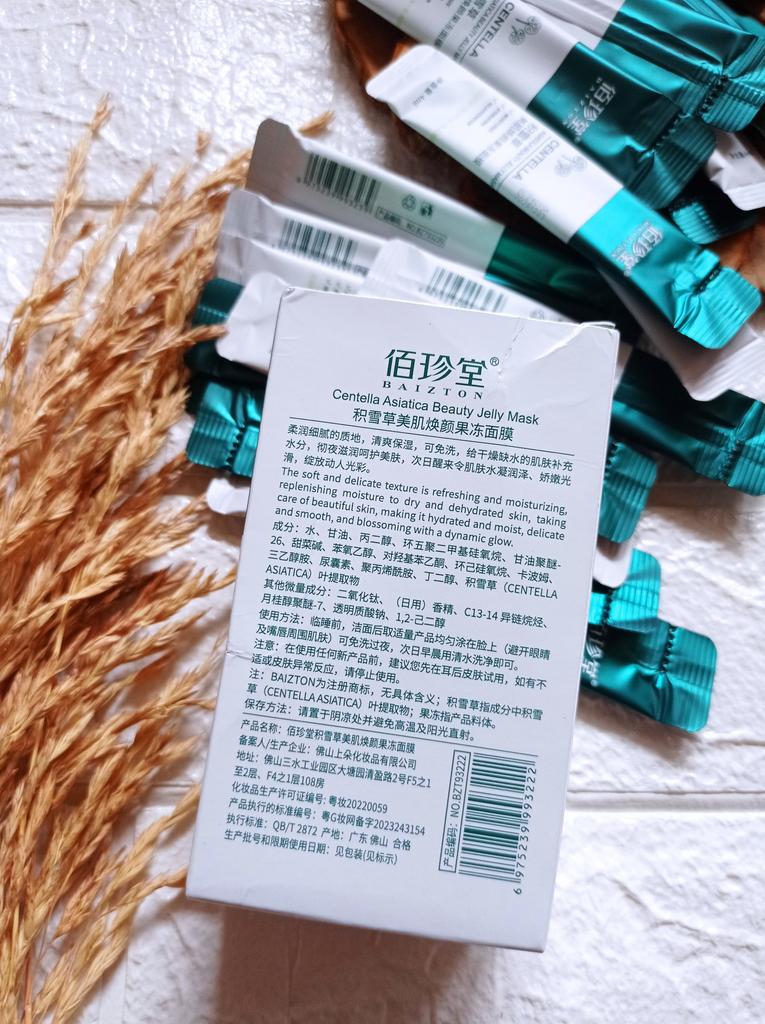 CENTELLA
佰珍堂
CENTELLA
佰珍堂
佰珍堂®
BAIZTON
Centella Asiatica Beauty Jelly Mask
积雪草美肌焕颜果冻面膜
柔润细腻的质地，清爽保湿，可免洗，给干燥缺水的肌肤补充
水分，彻夜滋润呵护美肤，次日醒来令肌肤水凝润泽、娇嫩光
滑，绽放动人光彩。
The soft and delicate texture is refreshing and moisturizing,
replenishing moisture to dry and dehydrated skin, taking
care of beautiful skin, making it hydrated and moist, delicate
and smooth, and blossoming with a dynamic glow.
成分：水、甘油、丙二醇、环五聚二甲基硅氧烷、甘油聚醚-
26、甜菜碱、苯氧乙醇、对羟基苯乙酮、环己硅氧烷、卡波姆、
三乙醇胺、尿囊素、聚丙烯酰胺、丁二醇、积雪草（CENTELLA
ASIATICA）叶提取物
其他微量成分：二氧化钛、（日用）香精、C13-14 异链烷烃、
月桂醇聚醚-7、透明质酸钠、1,2-己二醇
使用方法：临睡前，洁面后取适量产品均匀涂在脸上（避开眼睛
及嘴唇周围肌肤）可免洗过夜，次日早晨用清水洗净即可。
注意：在使用任何新产品前，建议您先在耳后皮肤试用，如有不
适或皮肤异常反应，请停止使用。
注：BAIZTON为注册商标，无具体含义；积雪草指成分中积雪
草（CENTELLA ASIATICA）叶提取物；果冻指产品料体。
保存方法：请置于阴凉处并避免高温及阳光直射。
产品名称：佰珍堂积雪草美肌焕颜果冻面膜
备案人/生产企业：佛山上朵化妆品有限公司
地址：佛山三水工业园区大塘园清盈路2号F5之1
至2层、F4之1层108房
化妆品生产许可证编号：粤妆20220059
产品执行的标准编号：粤G妆网备字2023243154
执行标准：QB/T 2872 产地：广东 佛山 合格
生产批号和限期使用日期：见包装(见标示)
产品编码：NO.BZT93222
6 975239 993222